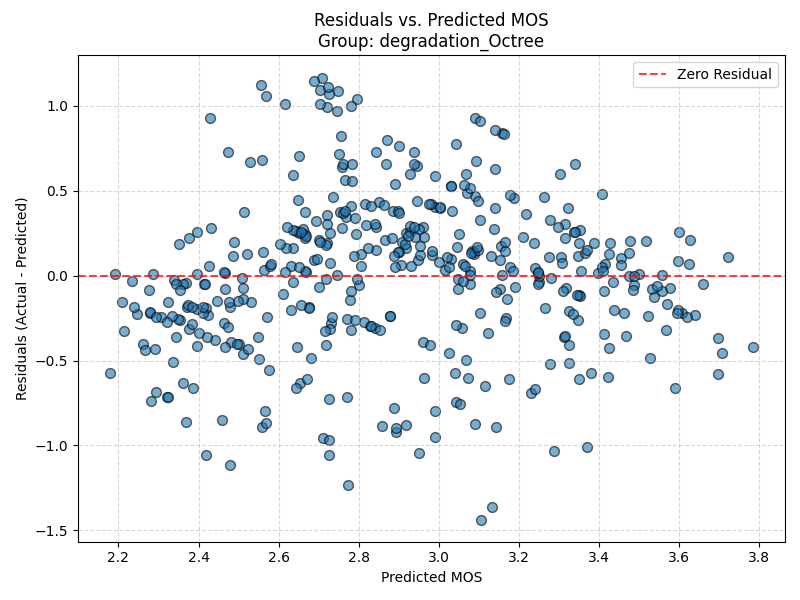 Residuals vs. Predicted MOS
Group: degradation_Octree
Zero Residual
Residuals (Actual - Predicted)
1.0
0.5
0.0
−0.5
−1.0
−1.5
2.2 2.4 2.6 2.8 3.0 3.2 3.4 3.6 3.8
Predicted MOS